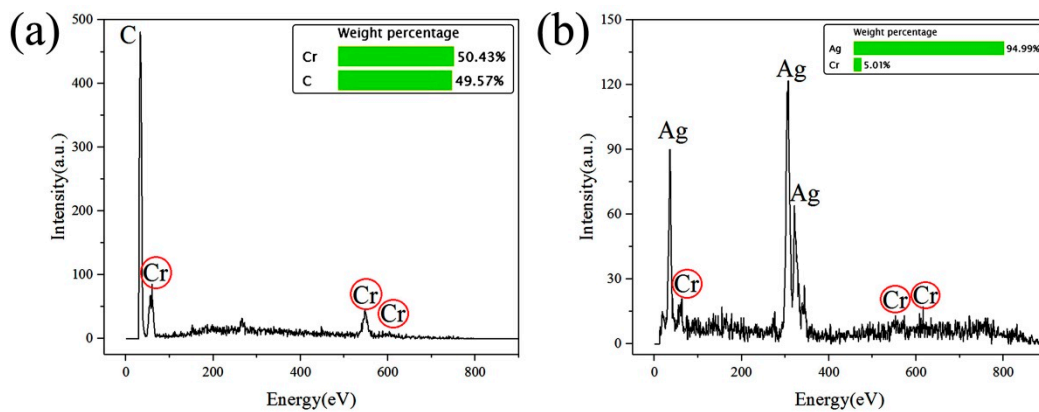 (a)
Intensity(a.u.)
500
400
300
200
100
0
C
Weight percentage
Cr 50.43%
C 49.57%
Cr
Cr
Cr
0 200 400 600 800
Energy(eV)
(b)
Intensity(a.u.)
150
120
90
60
30
0
Weight percentage
Ag 94.99%
Cr 5.01%
Ag
Ag
Ag
Cr
Cr
Cr
0 200 400 600 800
Energy(eV)